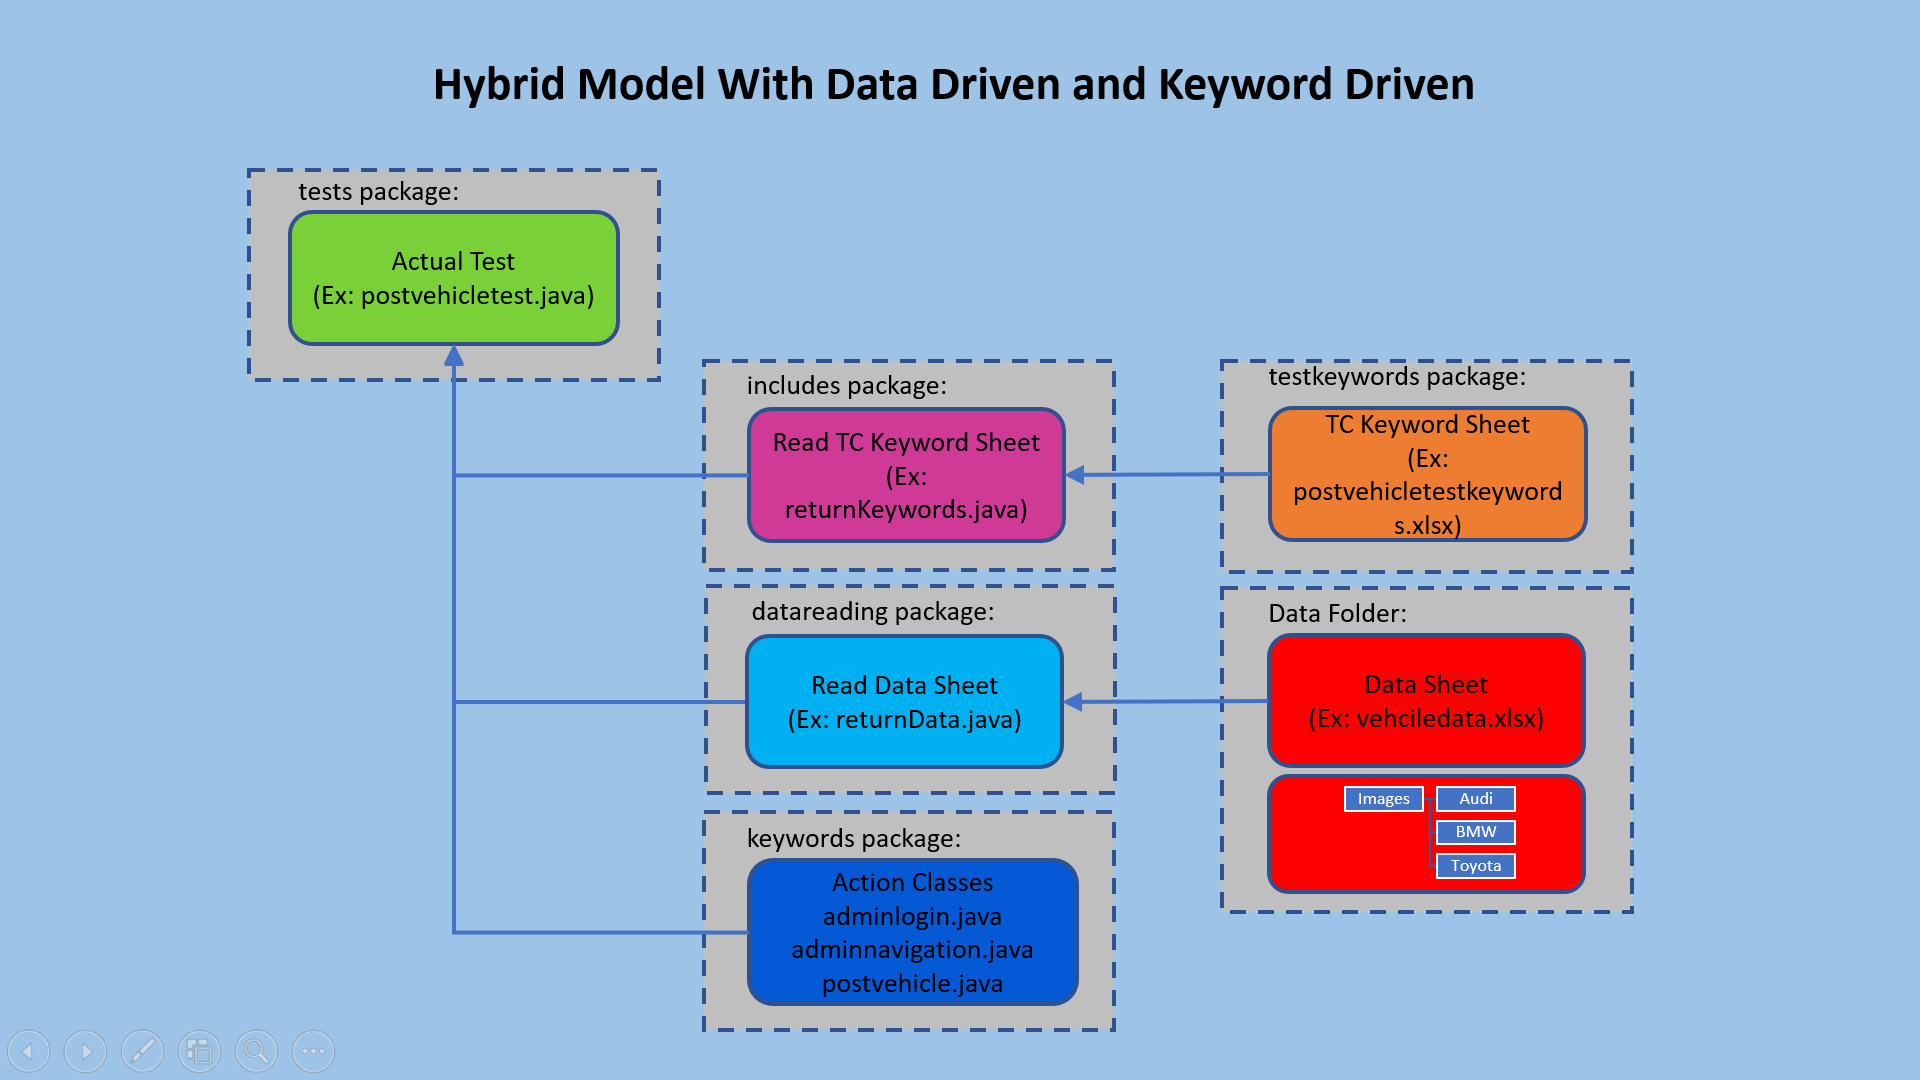 Hybrid Model With Data Driven and Keyword Driven
tests package:
Actual Test
(Ex: postvehicletest.java)
includes package:
Read TC Keyword Sheet
(Ex:
returnKeywords.java)
testkeywords package:
TC Keyword Sheet
(Ex:
postvehicletestkeyword
s.xlsx)
datareading package:
Read Data Sheet
(Ex: returnData.java)
Data Folder:
Data Sheet
(Ex: vehciledata.xlsx)
Images
Audi
BMW
Toyota
keywords package:
Action Classes
adminlogin.java
adminnavigation.java
postvehicle.java